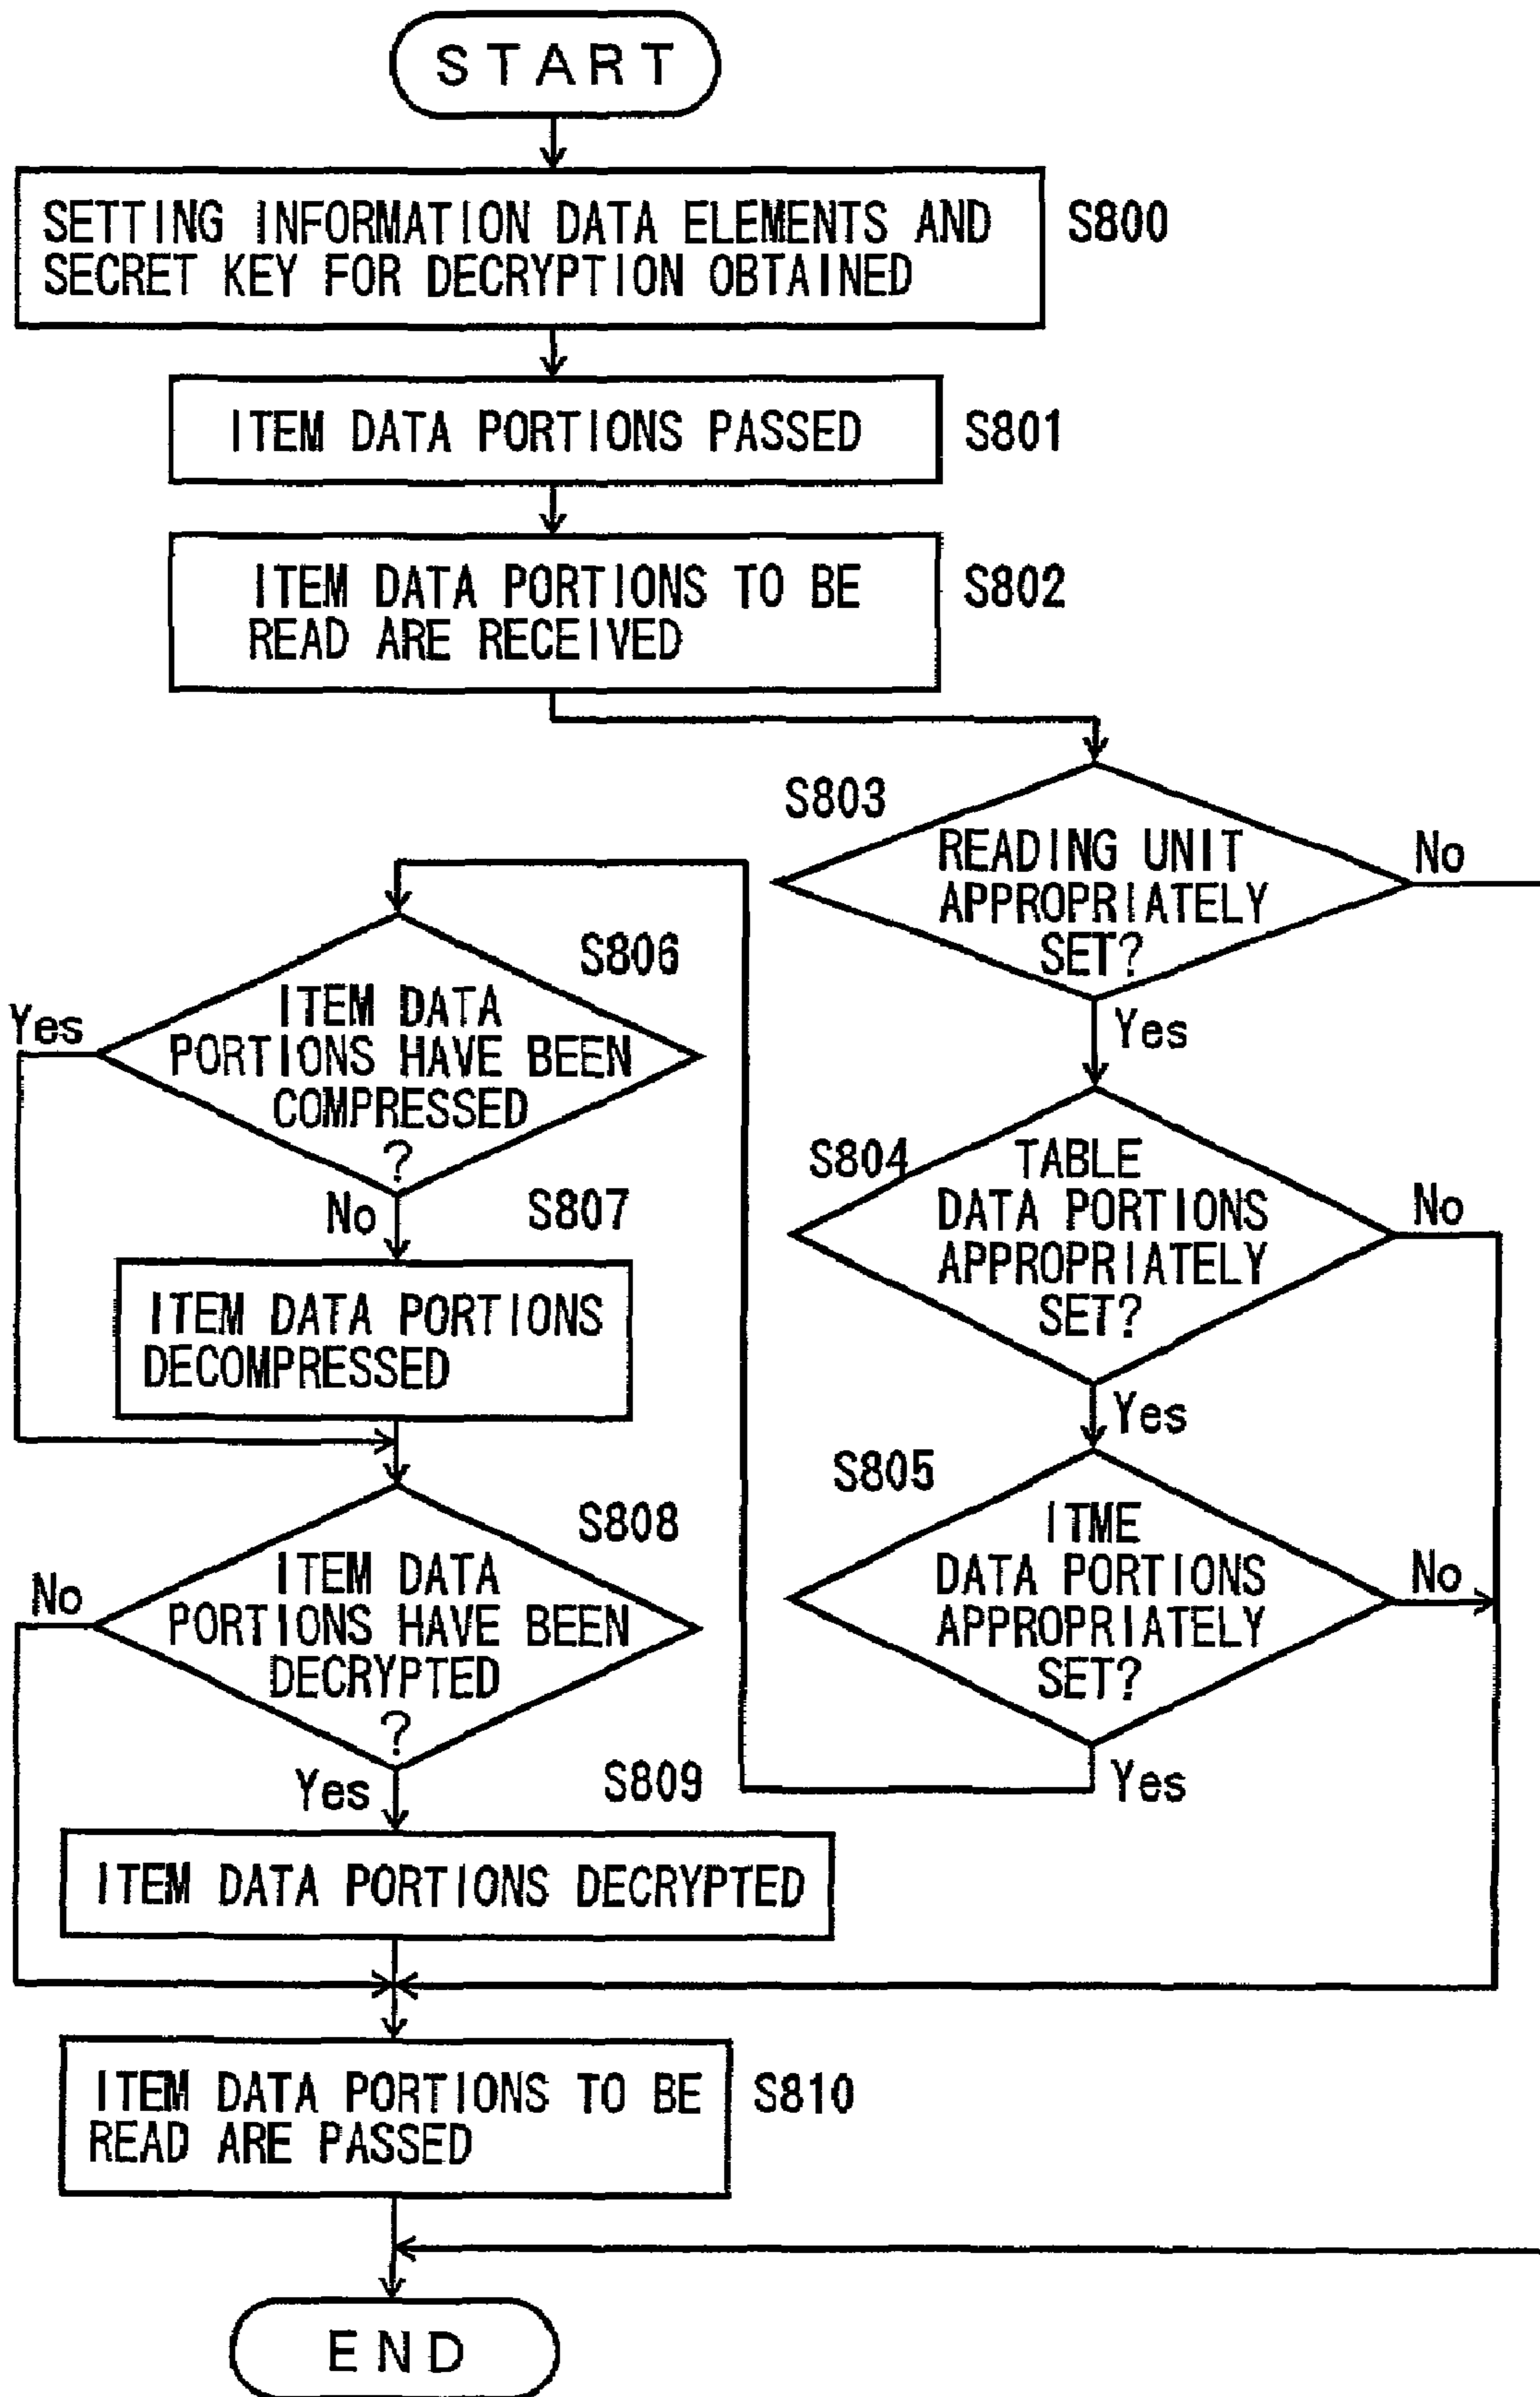 START
SETTING INFORMATION DATA ELEMENTS AND
SECRET KEY FOR DECRYPTION OBTAINED
S800
ITEM DATA PORTIONS PASSED
S801
ITEM DATA PORTIONS TO BE
READ ARE RECEIVED
S802
S803
READING UNIT
APPROPRIATELY
SET?
No
Yes
S804
TABLE
DATA PORTIONS
APPROPRIATELY
SET?
No
Yes
S805
ITME
DATA PORTIONS
APPROPRIATELY
SET?
No
Yes
S806
ITEM DATA
PORTIONS HAVE BEEN
COMPRESSED
?
Yes
No
S807
ITEM DATA PORTIONS
DECOMPRESSED
S808
ITEM DATA
PORTIONS HAVE BEEN
DECRYPTED
?
No
Yes
S809
ITEM DATA PORTIONS DECRYPTED
ITEM DATA PORTIONS TO BE
READ ARE PASSED
S810
END